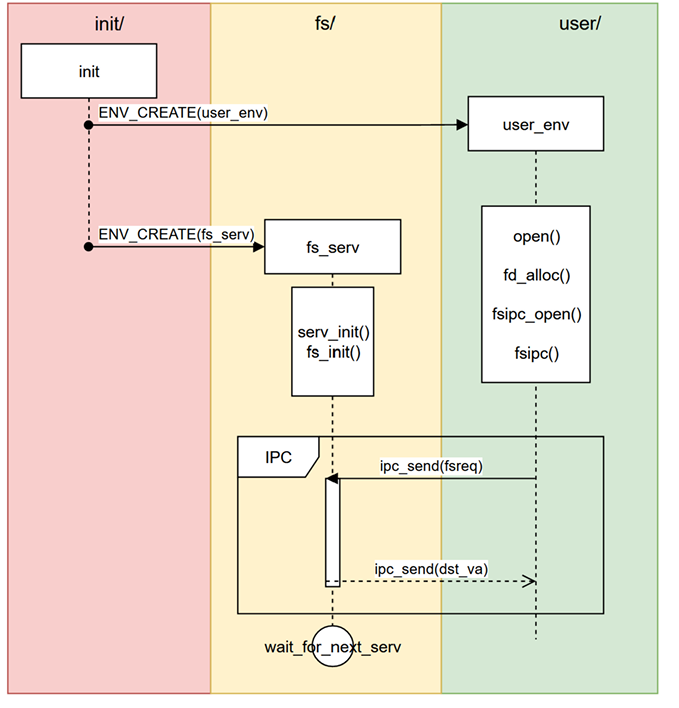 init/
fs/
user/
init
ENV_CREATE(user_env)
user_env
ENV_CREATE(fs_serv)
fs_serv
open()
fd_alloc()
fsipc_open()
fsipc()
serv_init()
fs_init()
IPC
ipc_send(fsreq)
ipc_send(dst_va)
wait_for_next_serv